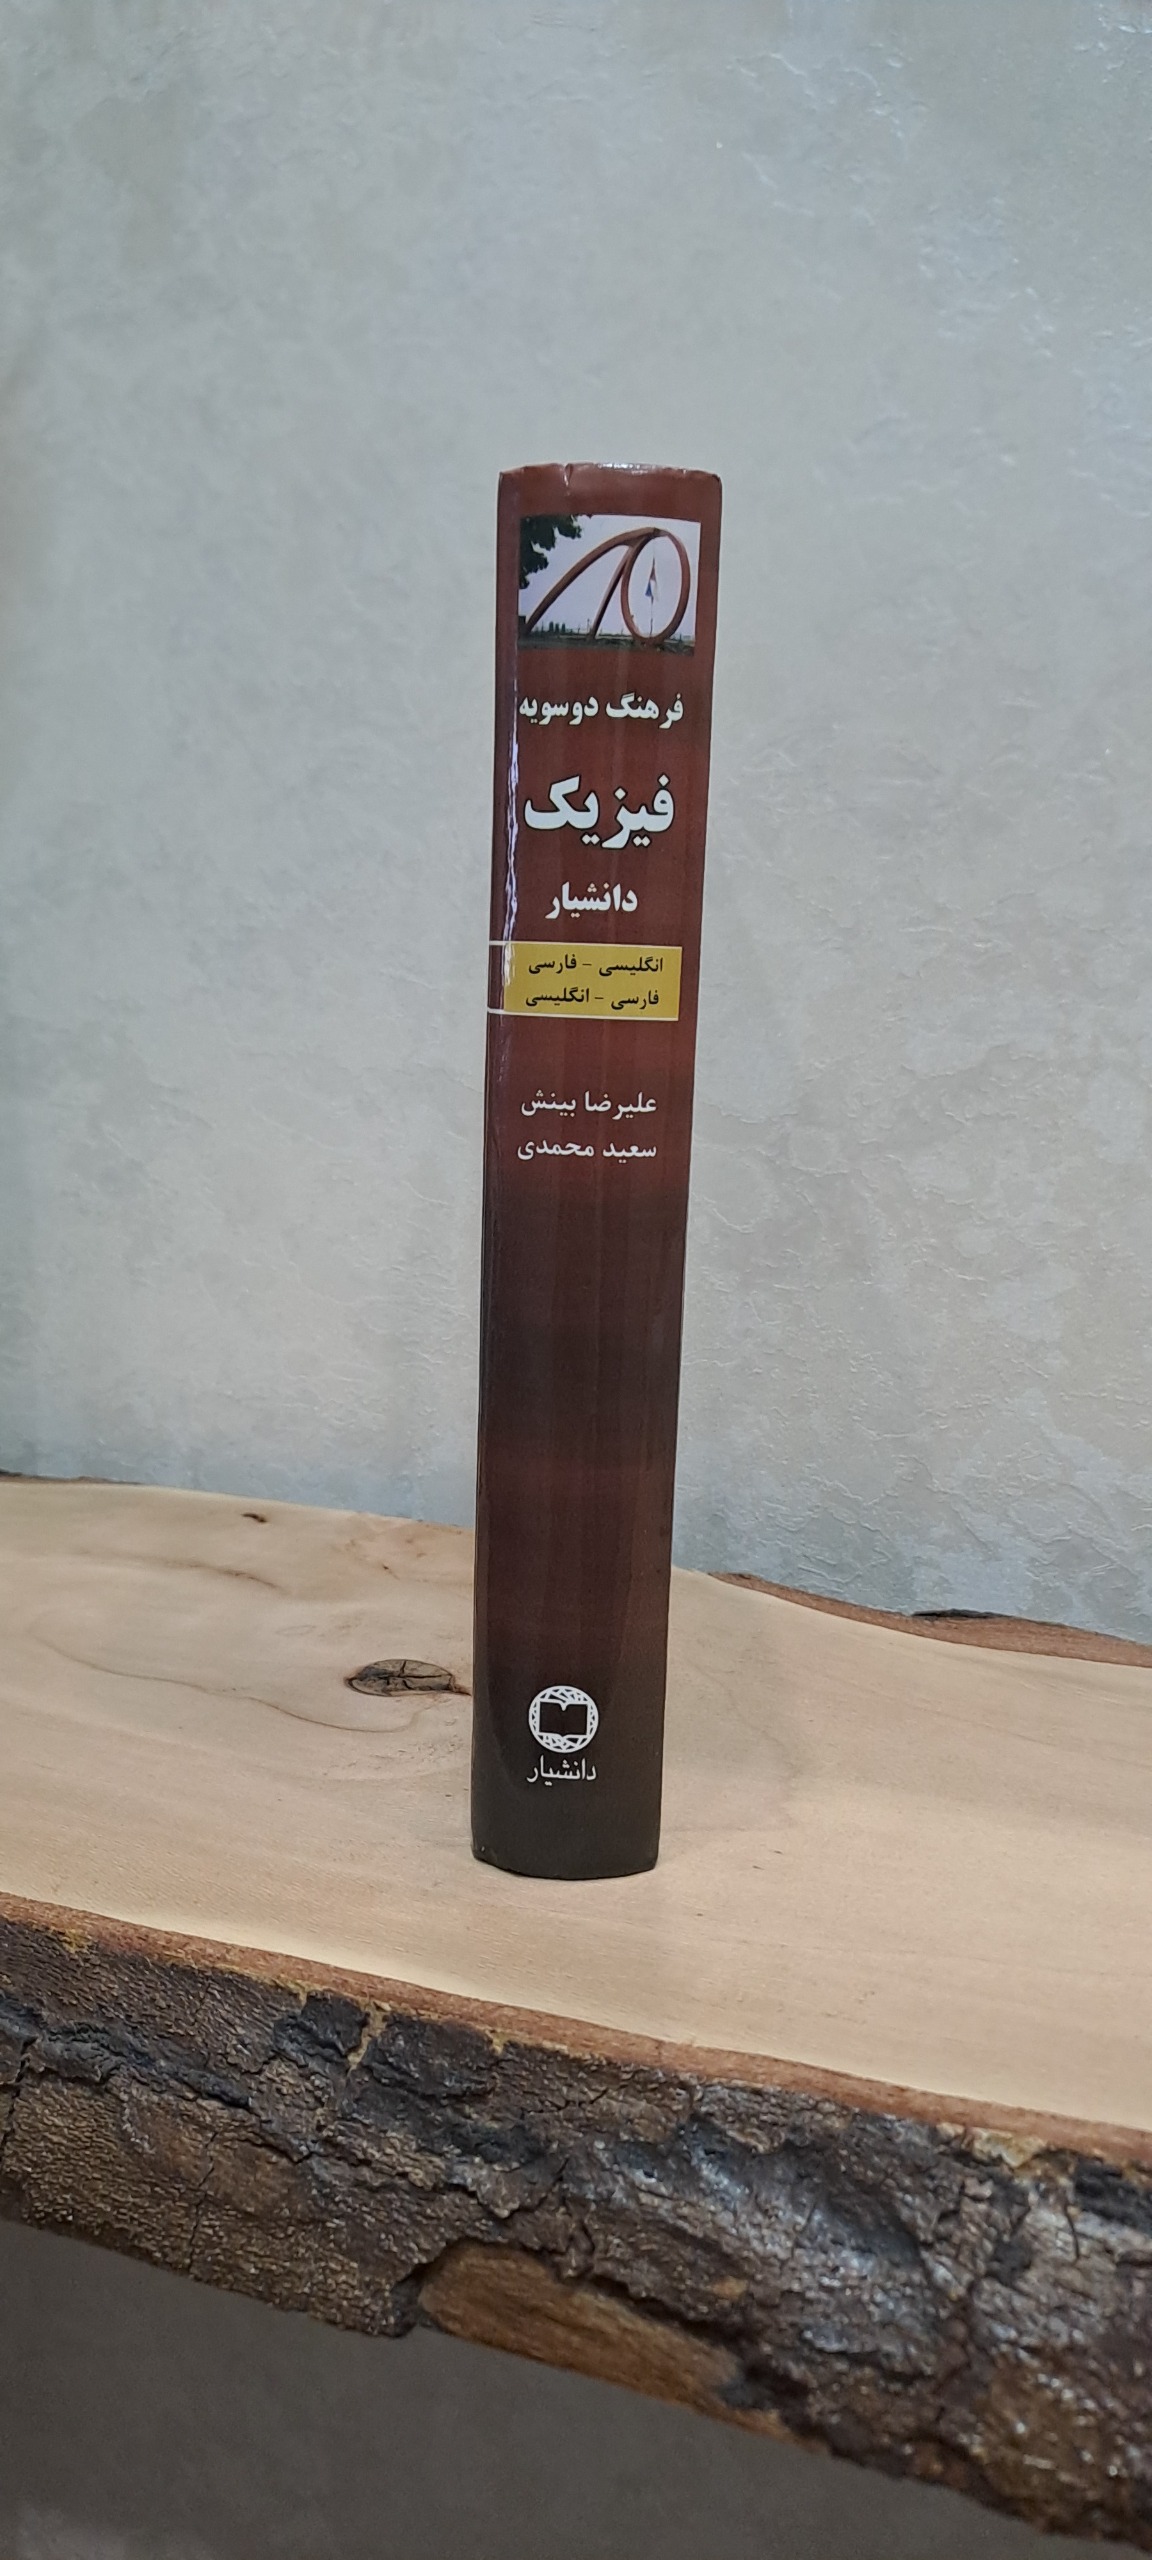 فرهنگ دوسویه
فیزیک
دانشیار
انگلیسی - فارسی
فارسی - انگلیسی
علیرضا بینش
سعید محمدی
دانشیار